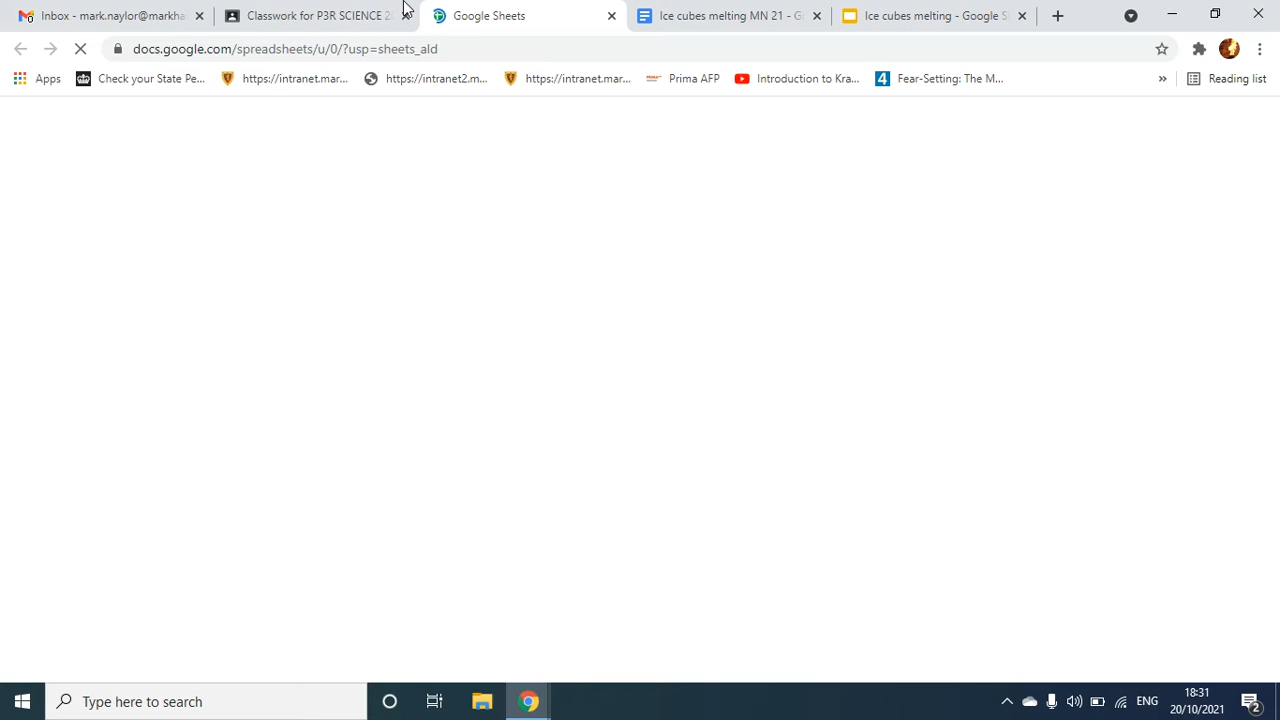 Inbox - mark.naylor@markha
Classwork for P3R SCIENCE 2
Google Sheets
Ice cubes melting MN 21 - G
Ice cubes melting - Google S
docs.google.com/spreadsheets/u/0/?usp=sheets_ald
Apps
Check your State Pe...
https://intranet.mar...
https://intranet2.m...
https://intranet.mar...
Prima AFP
Introduction to Kra...
4
Fear-Setting: The M...
»
Reading list
Type here to search
ENG
18:31
20/10/2021
2